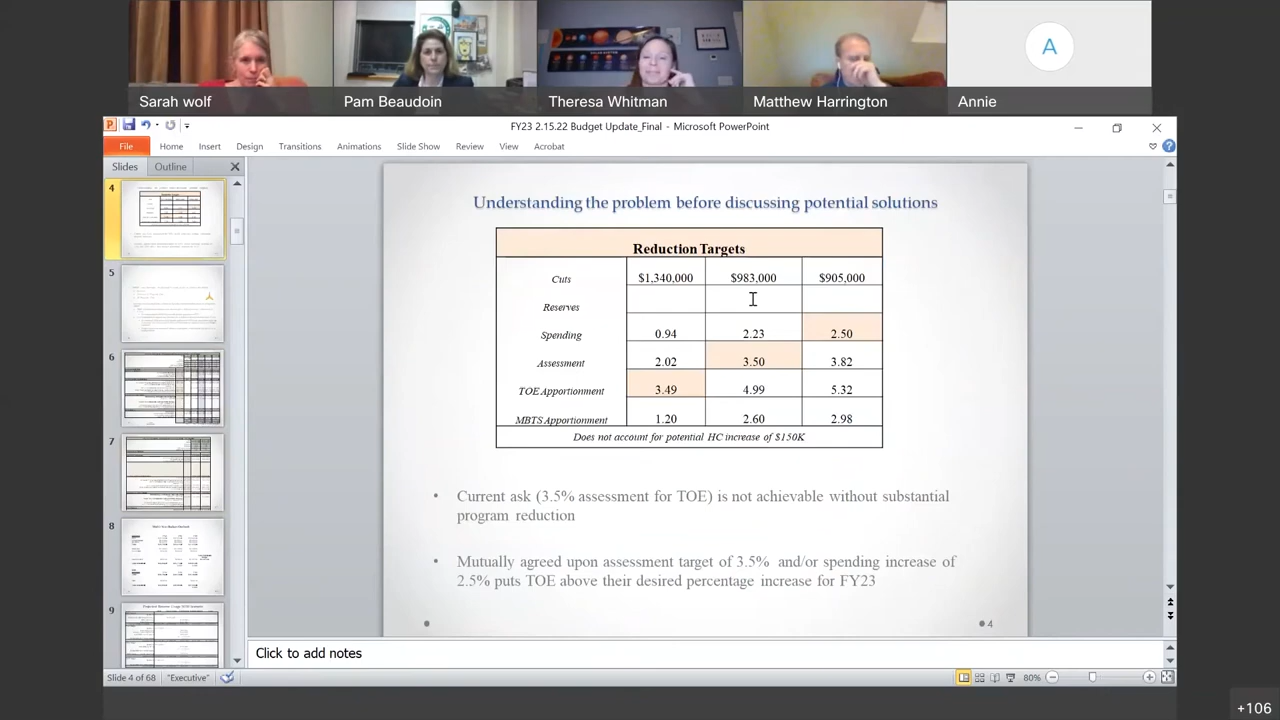 Sarah wolf
Pam Beaudoin
Theresa Whitman
Matthew Harrington
A
Annie
FY23 2.15.22 Budget Update_Final - Microsoft PowerPoint
File Home Insert Design Transitions Animations Slide Show Review View Acrobat
Slides Outline
4
5
6
7
8
9
Understanding the problem before discussing potential solutions
Reduction Targets
Cuts $1,340,000 $983,000 $905,000
Reserves
Spending 0.94 2.23 2.50
Assessment 2.02 3.50 3.82
TOE Apportionment 3.49 4.99 5.32
MBTS Apportionment 1.20 2.60 2.98
Does not account for potential HC increase of $150K
• Current ask (3.5% assessment for TOE) is not achievable without substantial
program reduction
• Mutually agreed upon assessment target of 3.5% and/or spending increase of
2.5% puts TOE above their desired percentage increase for FY23
4
Click to add notes
Slide 4 of 68 "Executive" 80%
+106